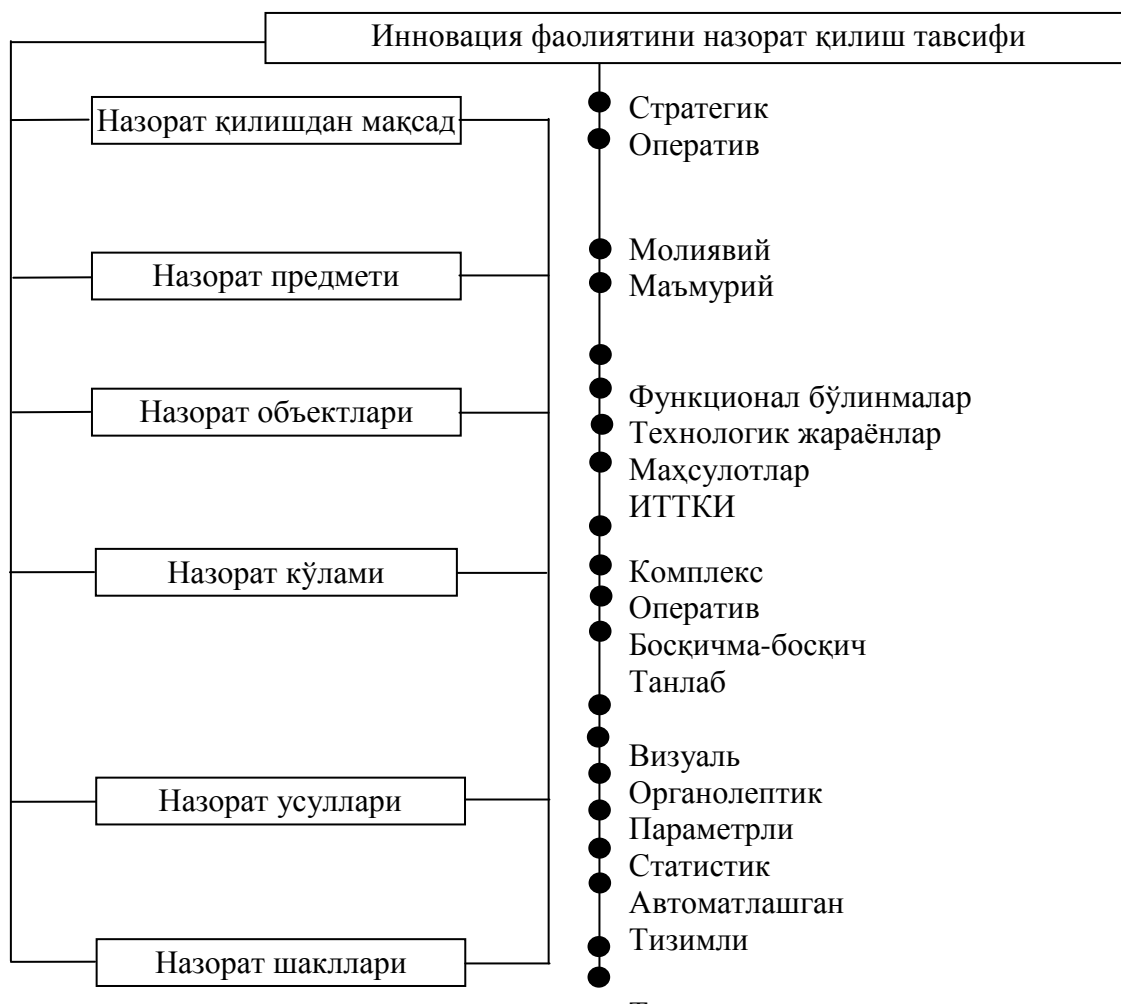 Инновация фаолиятини назорат қилиш тавсифи
Назорат қилишдан мақсад
Стратегик
Оператив
Назорат предмети
Молиявий
Маъмурий
Назорат объектлари
Функционал бўлинмалар
Технологик жараёнлар
Маҳсулотлар
ИТТКИ
Назорат кўлами
Комплекс
Оператив
Босқичма-босқич
Танлаб
Назорат усуллари
Визуаль
Органолептик
Параметрли
Статистик
Автоматлашган
Тизимли
Назорат шакллари